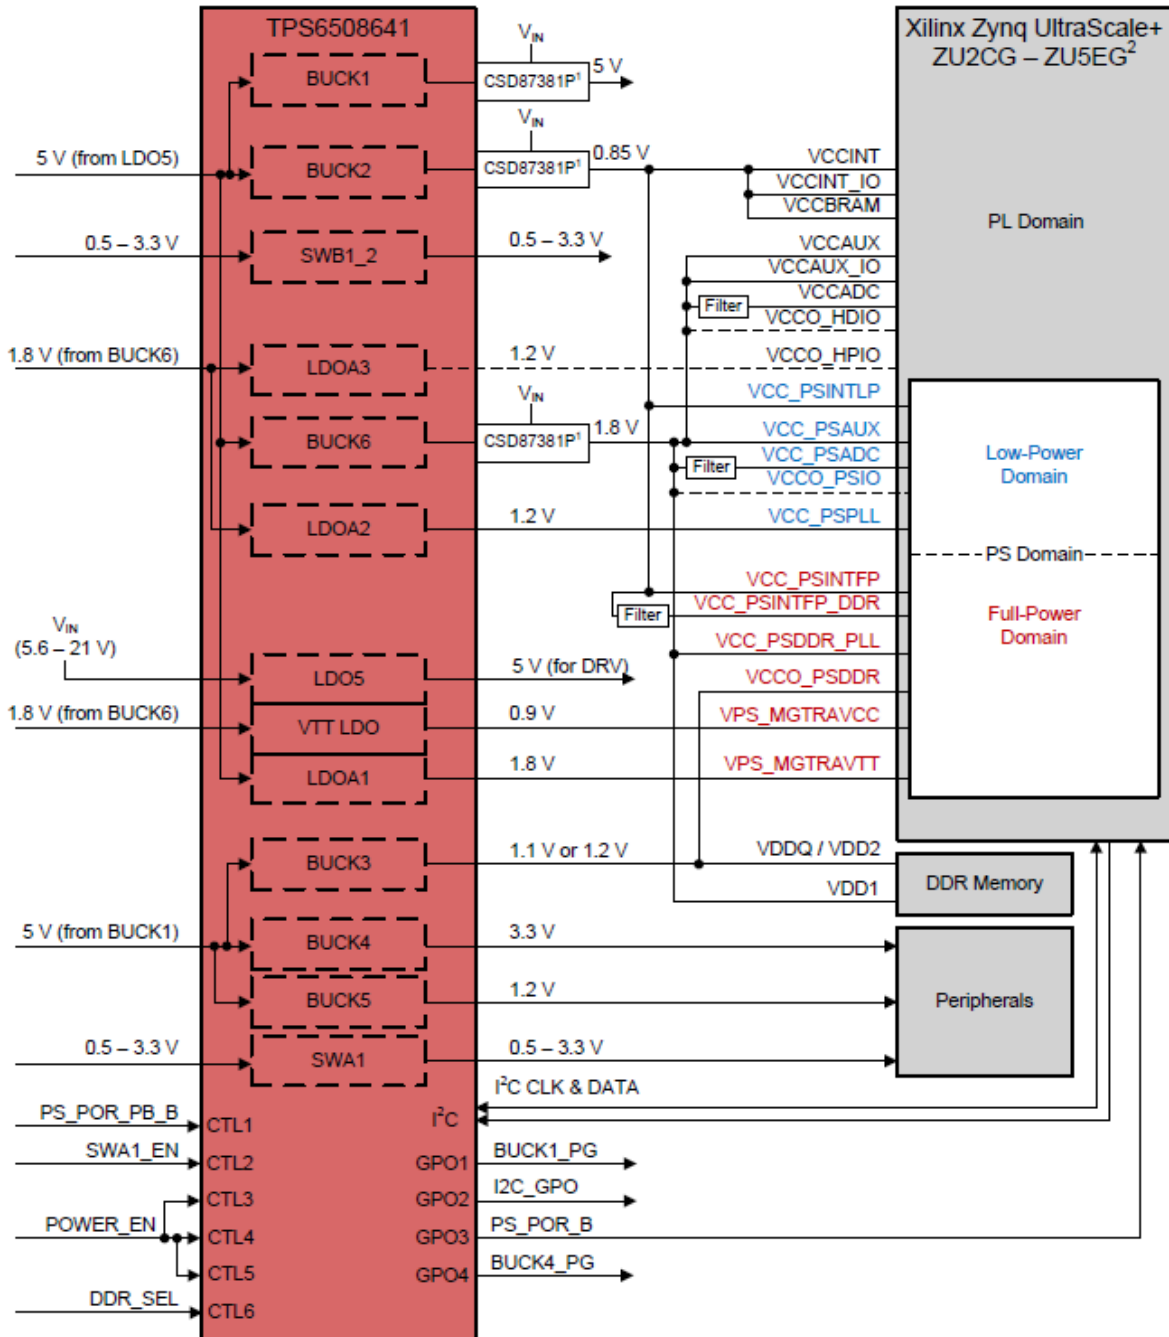 TPS6508641
Xilinx Zynq UltraScale+
ZU2CG – ZU5EG²
V_IN
BUCK1
CSD87381P¹
5 V
V_IN
5 V (from LDO5)
BUCK2
CSD87381P¹
0.85 V
VCCINT
VCCINT_IO
VCCBRAM
PL Domain
0.5 – 3.3 V
SWB1_2
0.5 – 3.3 V
VCCAUX
VCCAUX_IO
Filter
VCCADC
VCCO_HDIO
1.8 V (from BUCK6)
LDOA3
1.2 V
VCCO_HPIO
V_IN
VCC_PSINTLP
BUCK6
CSD87381P¹
1.8 V
VCC_PSAUX
Filter
VCC_PSADC
VCCO_PSIO
Low-Power
Domain
LDOA2
1.2 V
VCC_PSPLL
PS Domain
VCC_PSINTFP
Filter
VCC_PSINTFP_DDR
Full-Power
Domain
V_IN
(5.6 – 21 V)
VCC_PSDDR_PLL
LDO5
5 V (for DRV)
VCCO_PSDDR
1.8 V (from BUCK6)
VTT LDO
0.9 V
VPS_MGTRAVCC
LDOA1
1.8 V
VPS_MGTRAVTT
BUCK3
1.1 V or 1.2 V
VDDQ / VDD2
VDD1
DDR Memory
5 V (from BUCK1)
BUCK4
3.3 V
BUCK5
1.2 V
Peripherals
0.5 – 3.3 V
SWA1
0.5 – 3.3 V
I²C CLK & DATA
PS_POR_PB_B
CTL1
I²C
SWA1_EN
CTL2
GPO1
BUCK1_PG
CTL3
GPO2
I2C_GPO
POWER_EN
CTL4
GPO3
PS_POR_B
CTL5
GPO4
BUCK4_PG
DDR_SEL
CTL6